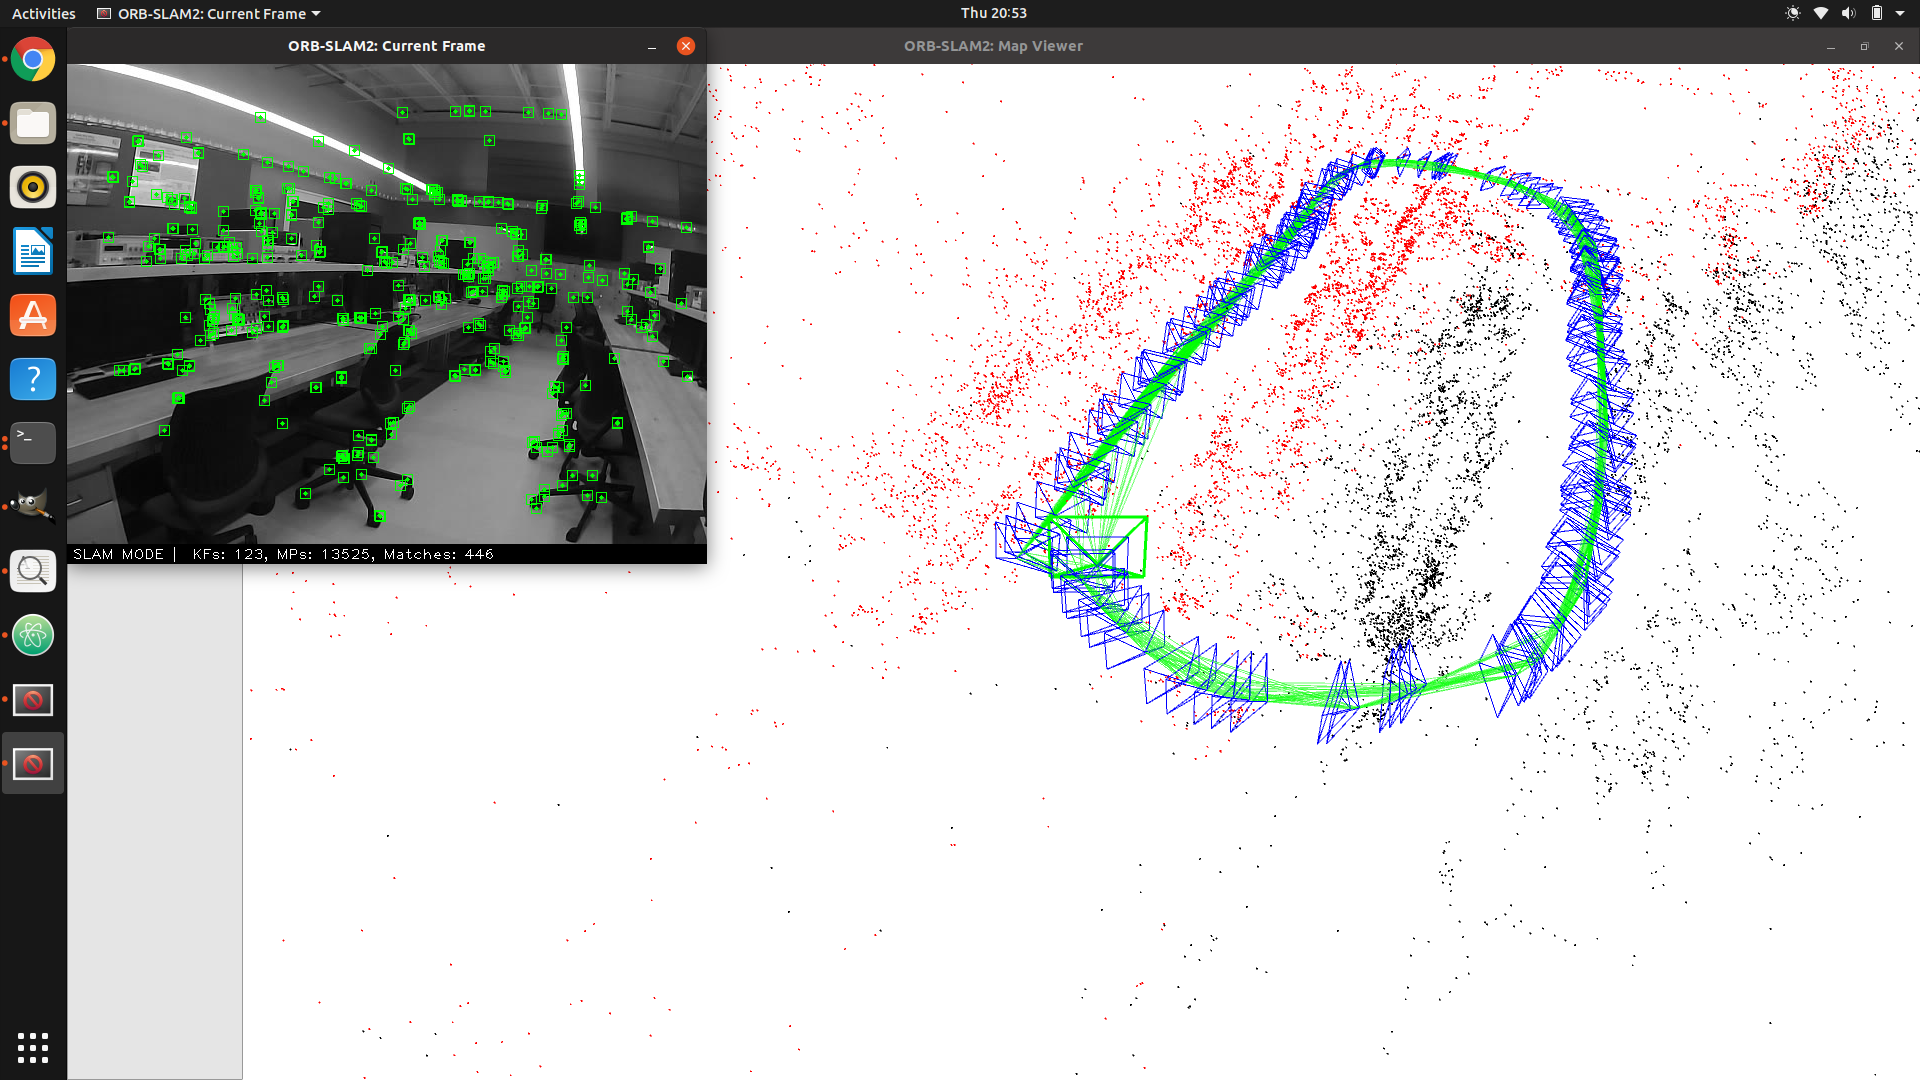 Activities
ORB-SLAM2: Current Frame
Thu 20:53
ORB-SLAM2: Current Frame
ORB-SLAM2: Map Viewer
SLAM MODE |  KFs: 123, MPs: 13525, Matches: 446